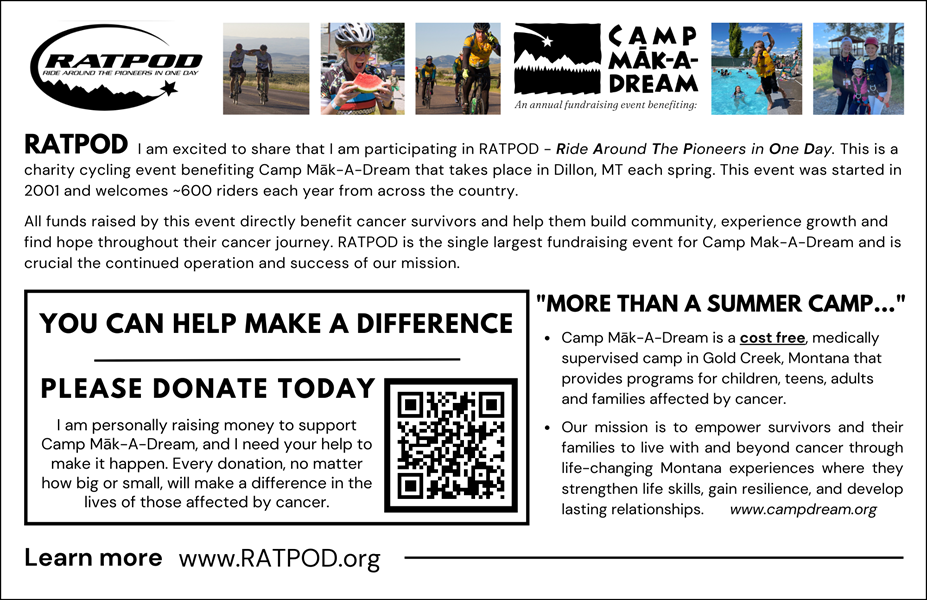 RATPOD
RIDE AROUND THE PIONEERS IN ONE DAY
CAMP
MĀK-A-
DREAM
An annual fundraising event benefiting:
RATPOD I am excited to share that I am participating in RATPOD - Ride Around The Pioneers in One Day. This is a
charity cycling event benefiting Camp Māk-A-Dream that takes place in Dillon, MT each spring. This event was started in
2001 and welcomes ~600 riders each year from across the country.
All funds raised by this event directly benefit cancer survivors and help them build community, experience growth and
find hope throughout their cancer journey. RATPOD is the single largest fundraising event for Camp Mak-A-Dream and is
crucial the continued operation and success of our mission.
YOU CAN HELP MAKE A DIFFERENCE
PLEASE DONATE TODAY
I am personally raising money to support
Camp Māk-A-Dream, and I need your help to
make it happen. Every donation, no matter
how big or small, will make a difference in the
lives of those affected by cancer.
"MORE THAN A SUMMER CAMP..."
• Camp Māk-A-Dream is a cost free, medically
supervised camp in Gold Creek, Montana that
provides programs for children, teens, adults
and families affected by cancer.
• Our mission is to empower survivors and their
families to live with and beyond cancer through
life-changing Montana experiences where they
strengthen life skills, gain resilience, and develop
lasting relationships. www.campdream.org
Learn more www.RATPOD.org